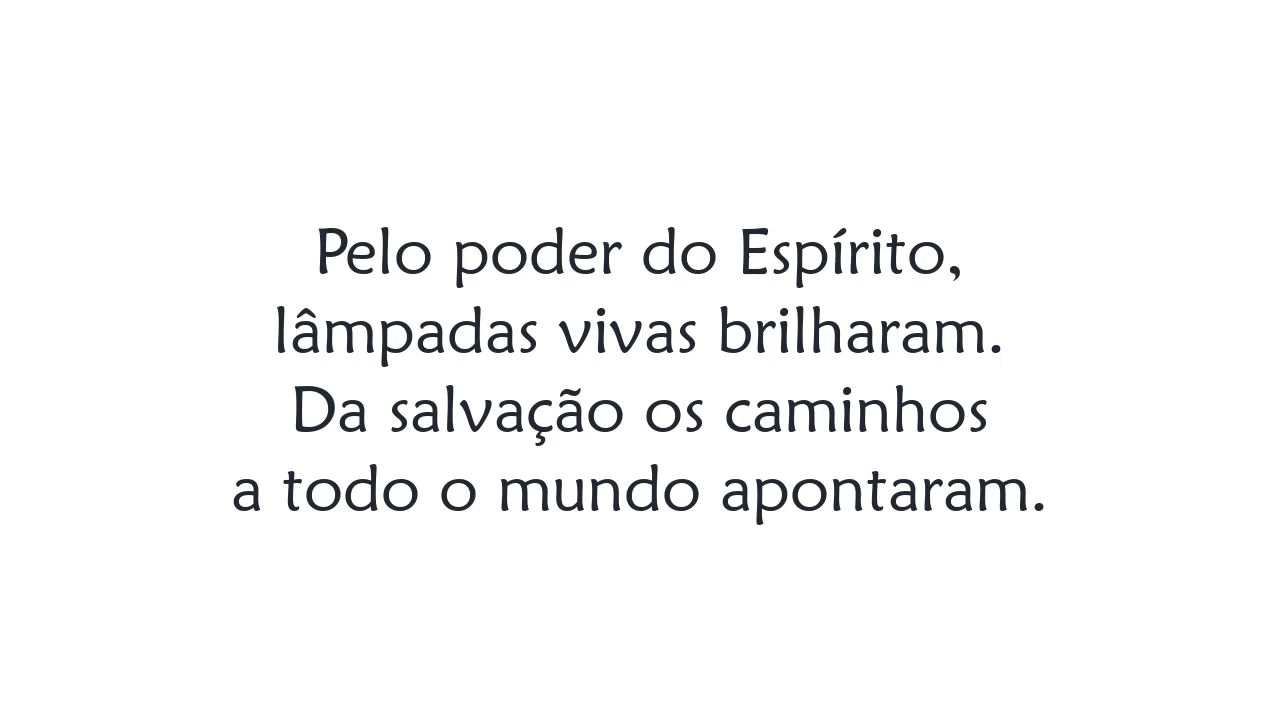 Pelo poder do Espírito,
lâmpadas vivas brilharam.
Da salvação os caminhos
a todo o mundo apontaram.